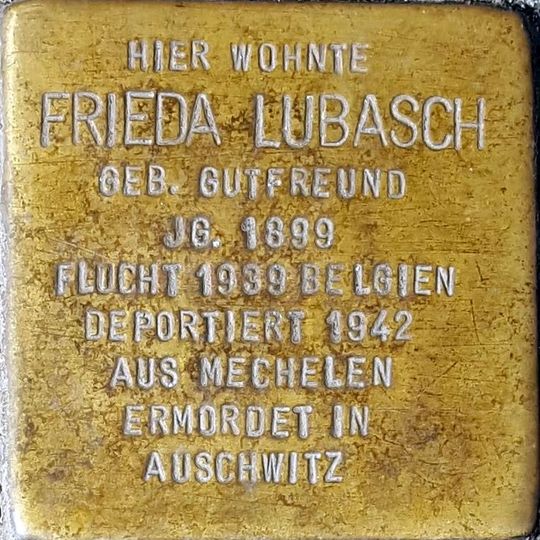 HIER WOHNTE
FRIEDA LUBASCH
GEB. GUTFREUND
JG. 1899
FLUCHT 1939 BELGIEN
DEPORTIERT 1942
AUS MECHELEN
ERMORDET IN
AUSCHWITZ